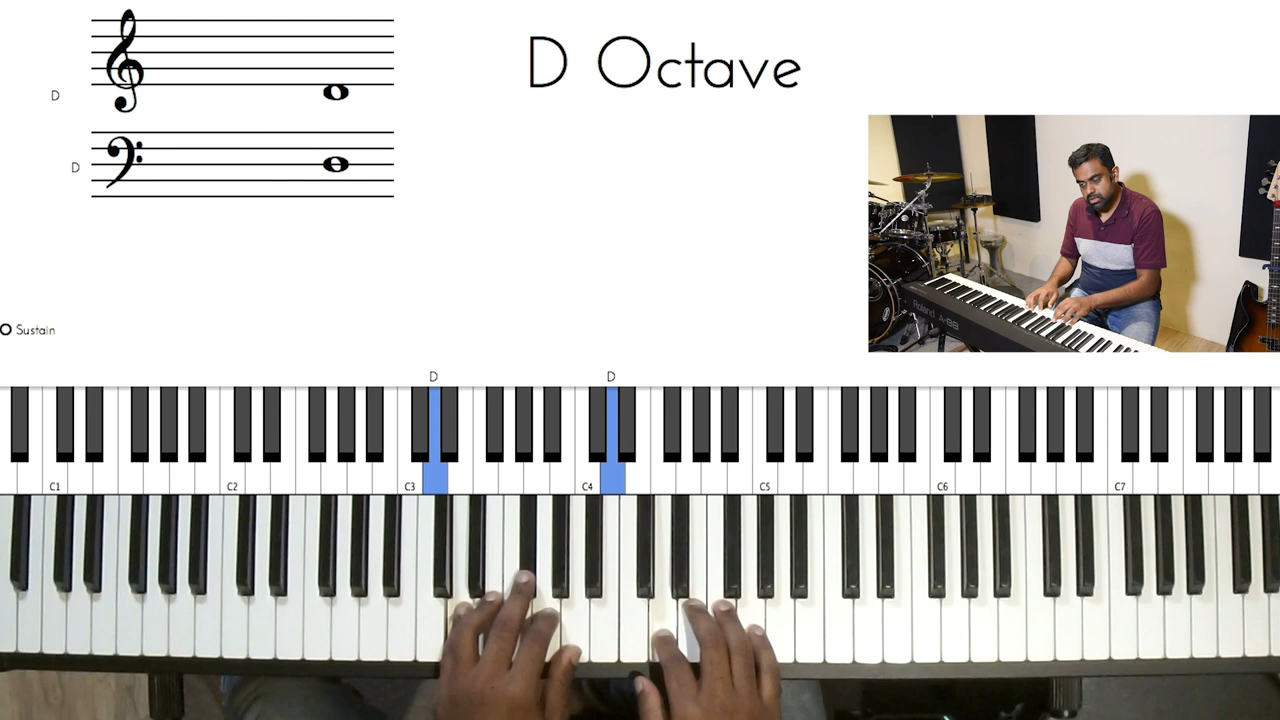 D Octave
D
D
Roland A-88
Sustain
D D
C1 C2 C3 C4 C5 C6 C7